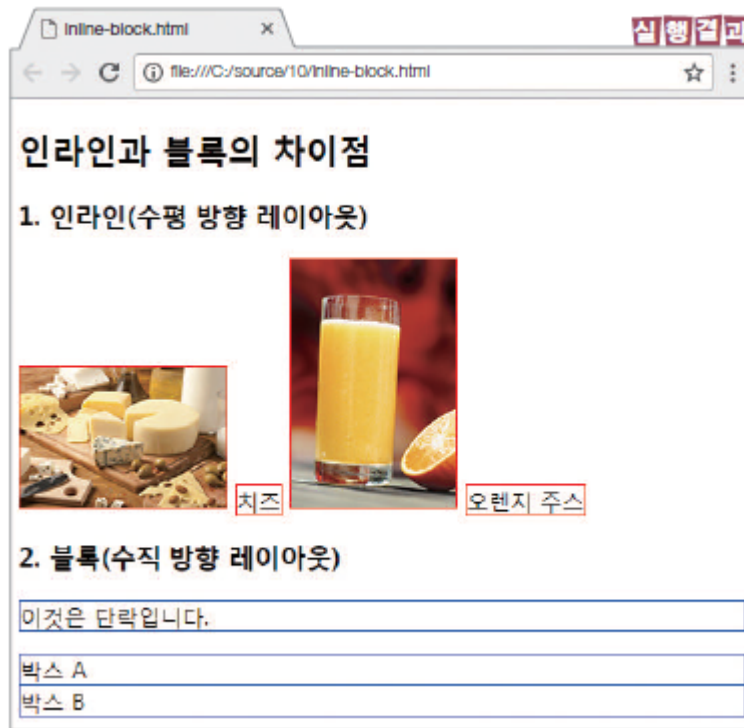 inline-block.html
실행결과
file:///C:/source/10/inline-block.html
인라인과 블록의 차이점
1. 인라인(수평 방향 레이아웃)
치즈 오렌지 주스
2. 블록(수직 방향 레이아웃)
이것은 단락입니다.
박스 A
박스 B